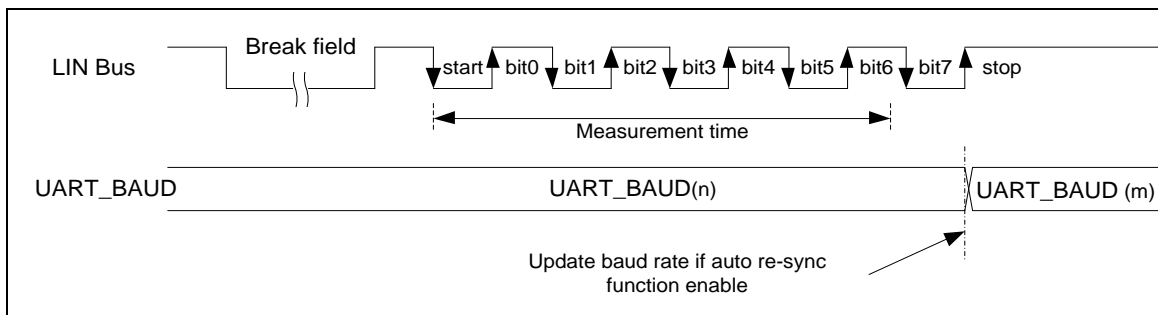 LIN Bus
Break field
start bit0 bit1 bit2 bit3 bit4 bit5 bit6 bit7 stop
Measurement time
UART_BAUD
UART_BAUD(n)
UART_BAUD (m)
Update baud rate if auto re-sync
function enable